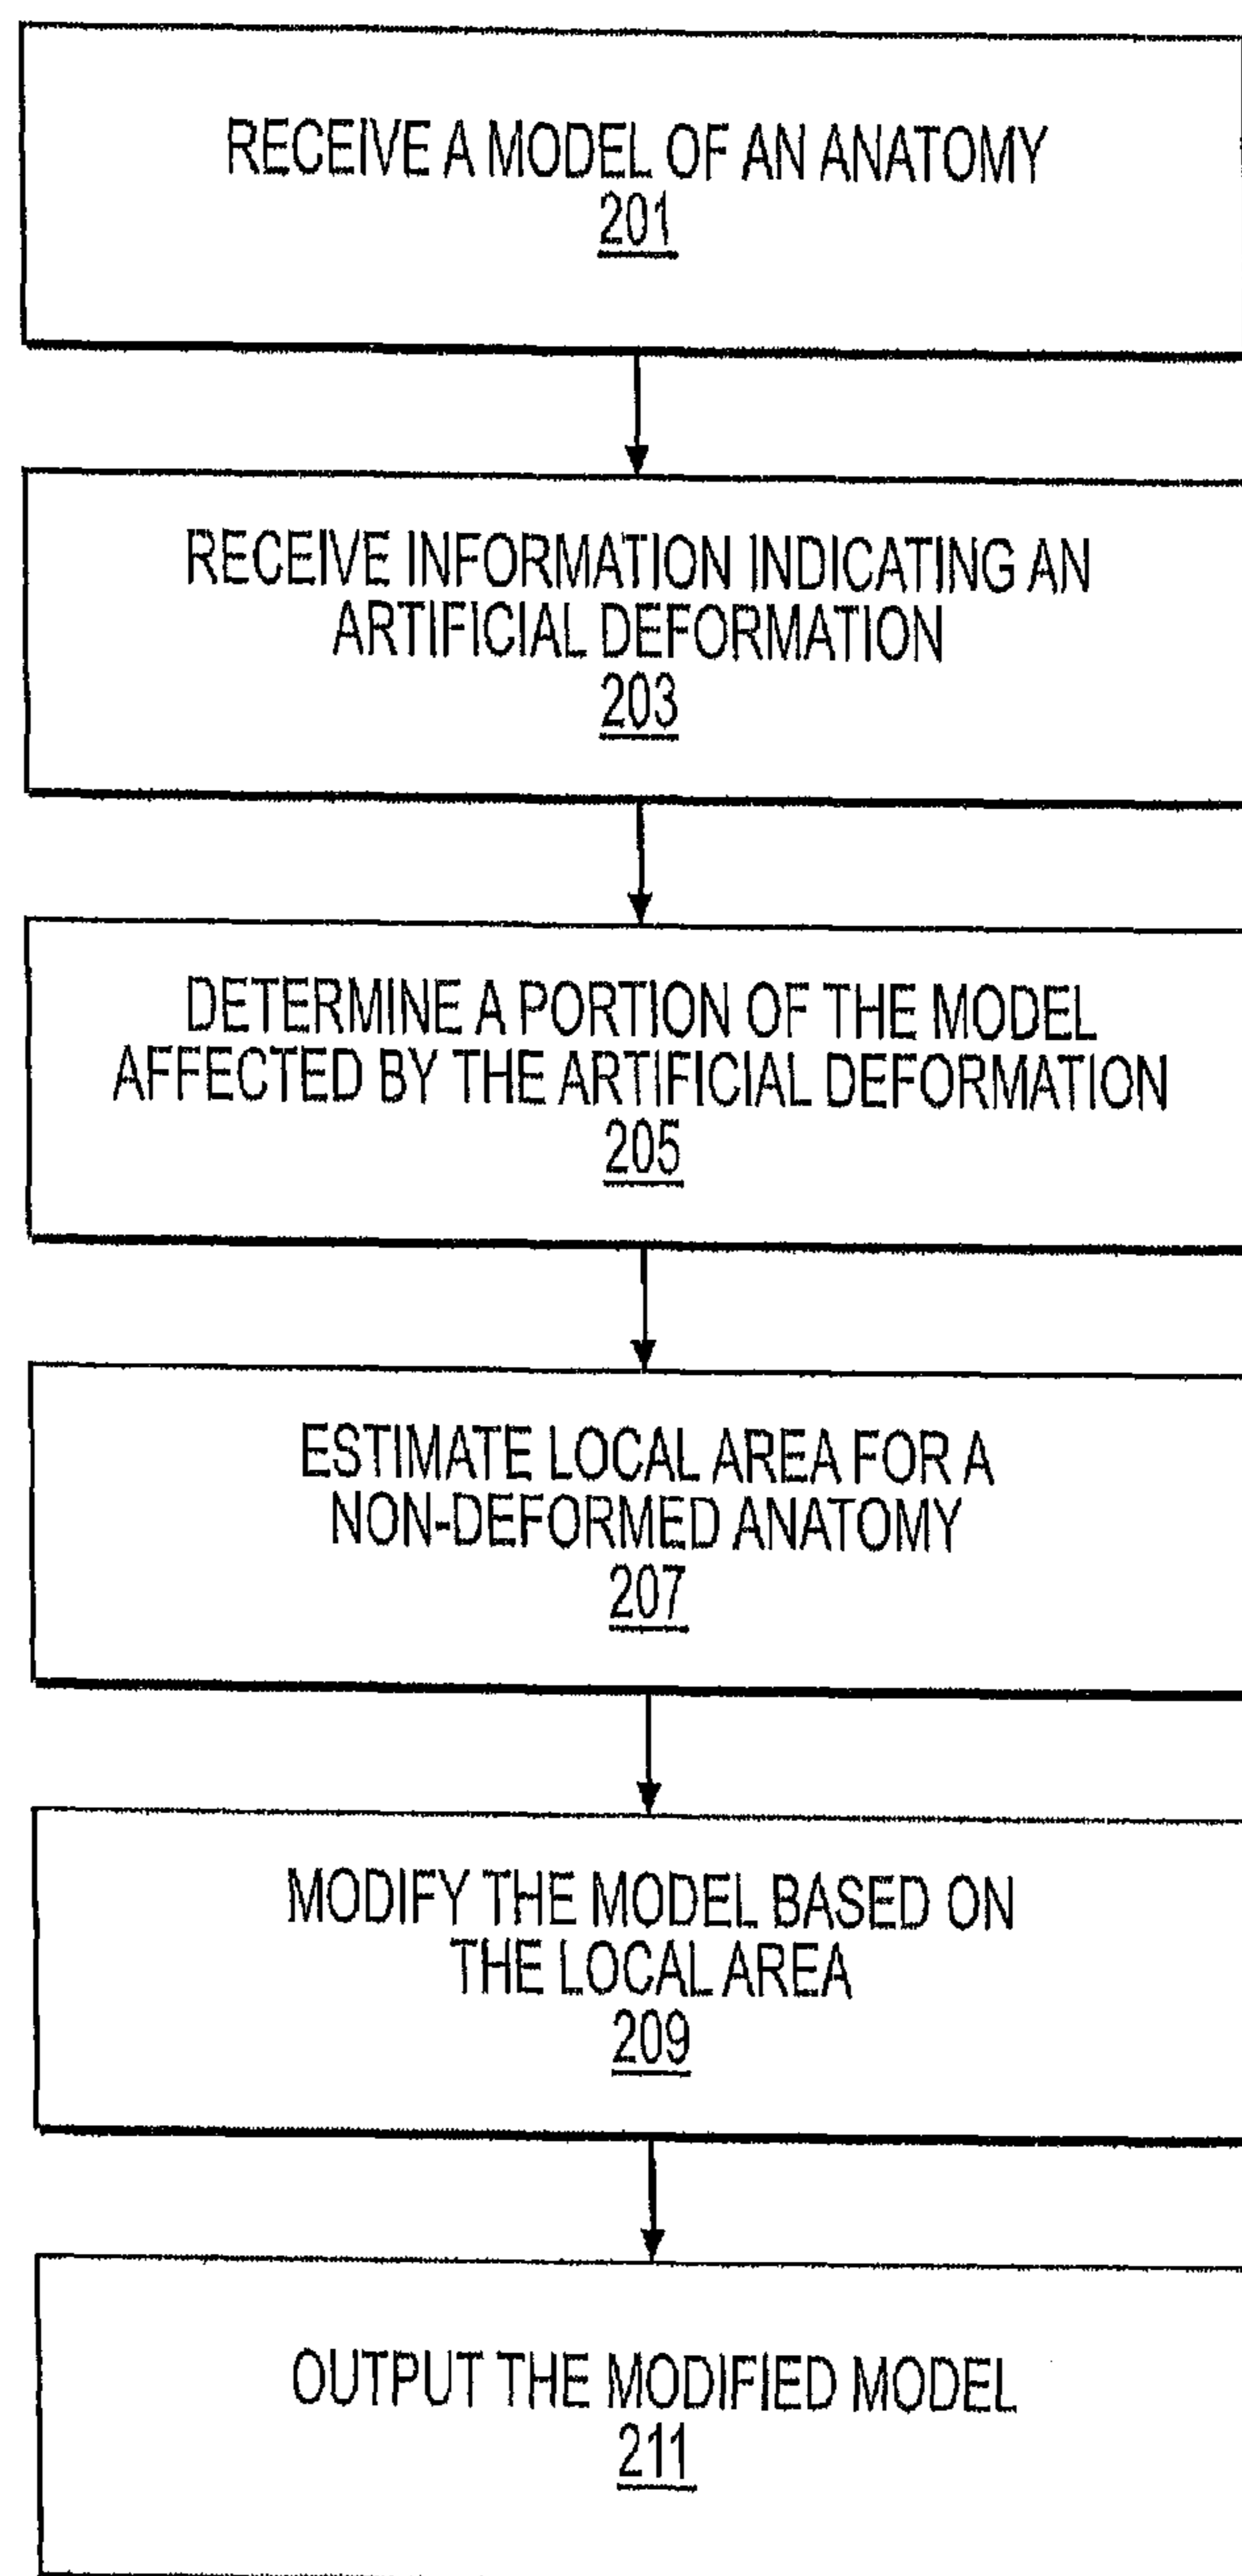 RECEIVE A MODEL OF AN ANATOMY
201
RECEIVE INFORMATION INDICATING AN
ARTIFICIAL DEFORMATION
203
DETERMINE A PORTION OF THE MODEL
AFFECTED BY THE ARTIFICIAL DEFORMATION
205
ESTIMATE LOCAL AREA FOR A
NON-DEFORMED ANATOMY
207
MODIFY THE MODEL BASED ON
THE LOCAL AREA
209
OUTPUT THE MODIFIED MODEL
211